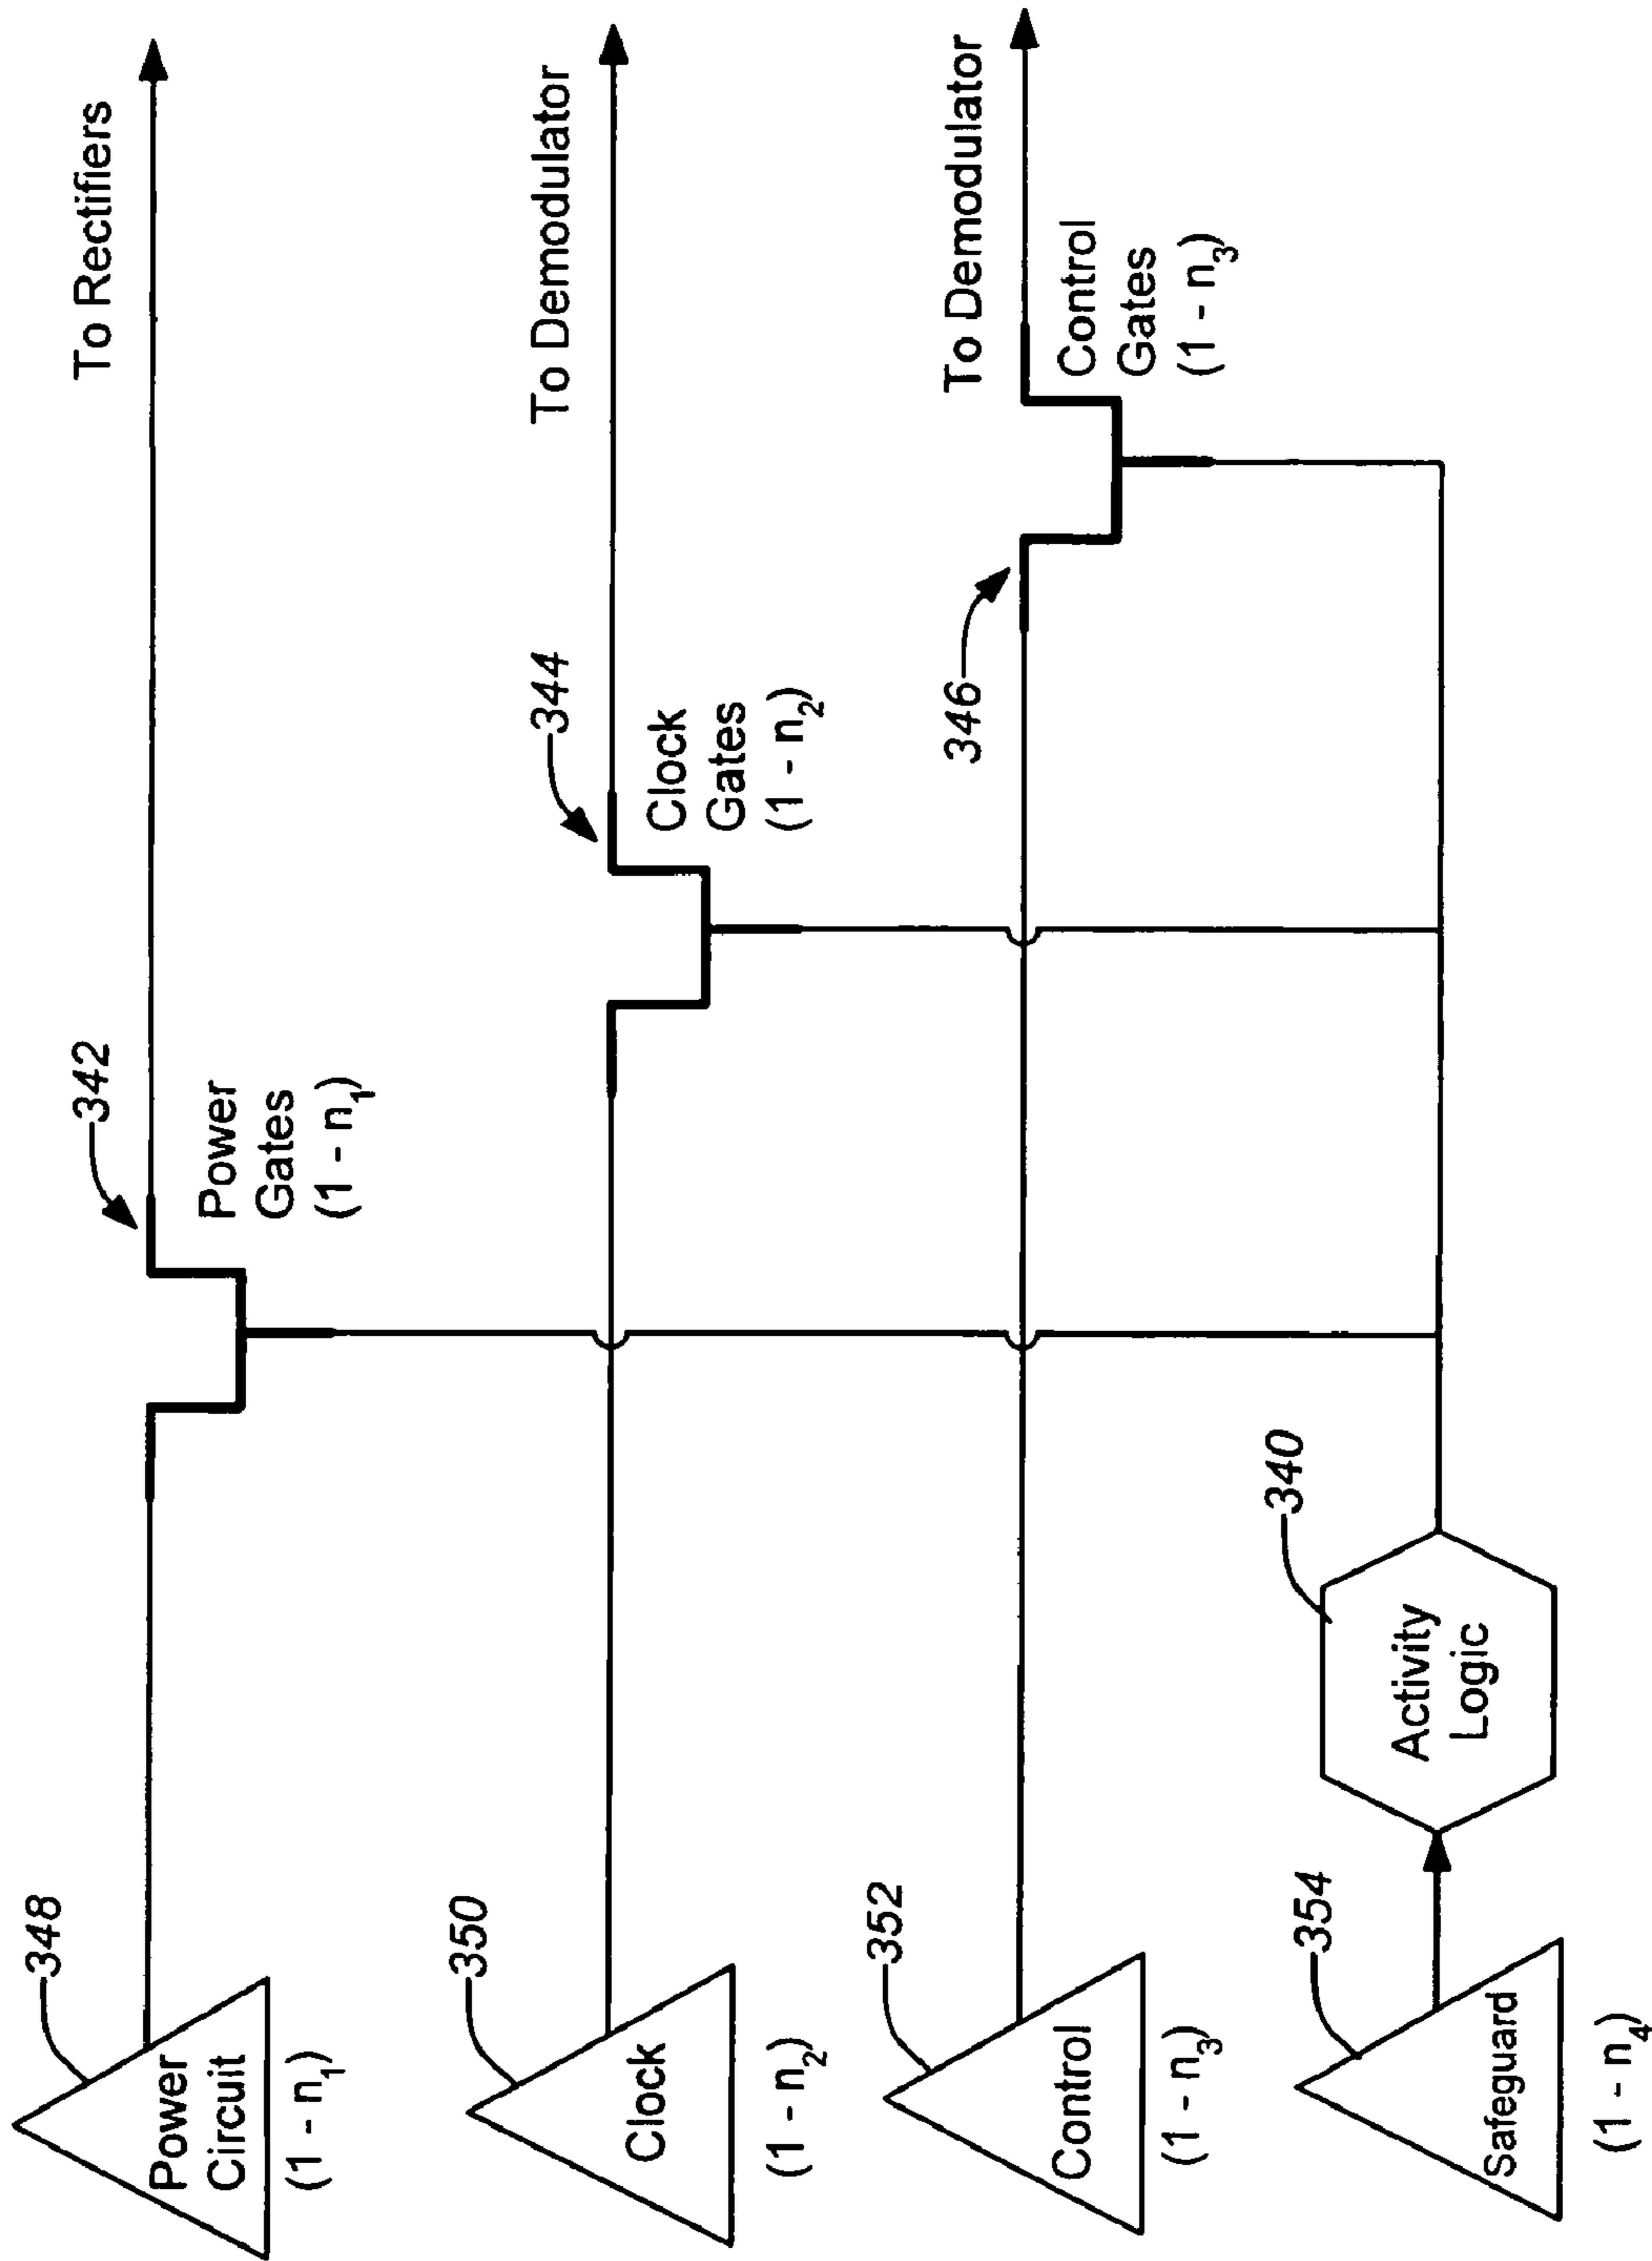 348
Power
Circuit
(1 - n₁)
342
Power
Gates
(1 - n₁)
To Rectifiers
350
Clock
(1 - n₂)
344
Clock
Gates
(1 - n₂)
To Demodulator
352
Control
(1 - n₃)
346
Control
Gates
(1 - n₃)
To Demodulator
354
Safeguard
(1 - n₄)
340
Activity
Logic